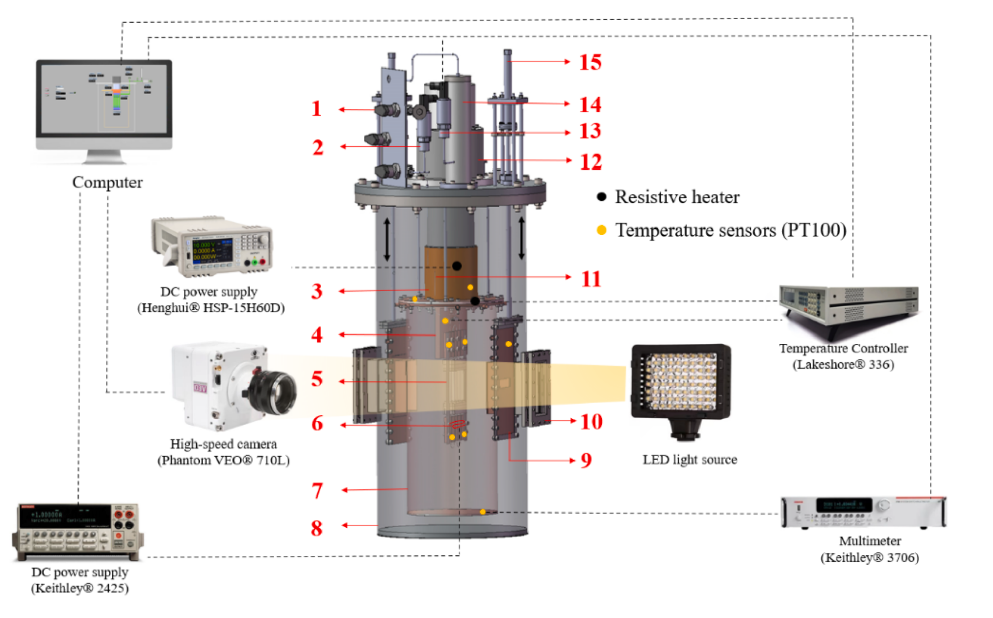 15
1
14
13
2
12
Computer
Resistive heater
Temperature sensors (PT100)
11
3
DC power supply
(Henghui® HSP-15H60D)
4
Temperature Controller
(Lakeshore® 336)
5
6
10
High-speed camera
(Phantom VEO® 710L)
9
LED light source
7
8
Multimeter
(Keithley® 3706)
DC power supply
(Keithley® 2425)